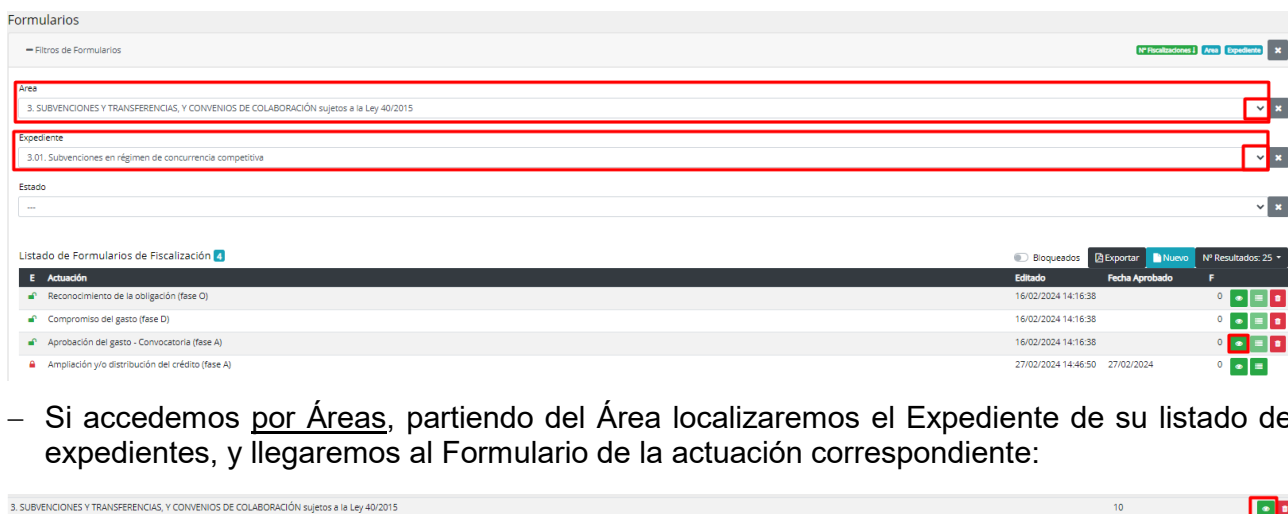 Formularios
Filtros de Formularios
Nº Fiscalizaciones Area Expediente
Area
3. SUBVENCIONES Y TRANSFERENCIAS, Y CONVENIOS DE COLABORACIÓN sujetos a la Ley 40/2015
Expediente
3.01. Subvenciones en régimen de concurrencia competitiva
Estado
---
Listado de Formularios de Fiscalización 4
Bloqueados Exportar Nuevo Nº Resultados: 25
E Actuación Editado Fecha Aprobado F
Reconocimiento de la obligación (fase O) 16/02/2024 14:16:38 0
Compromiso del gasto (fase D) 16/02/2024 14:16:38 0
Aprobación del gasto - Convocatoria (fase A) 16/02/2024 14:16:38 0
Ampliación y/o distribución del crédito (fase A) 27/02/2024 14:46:50 27/02/2024 0
– Si accedemos por Áreas, partiendo del Área localizaremos el Expediente de su listado de
expedientes, y llegaremos al Formulario de la actuación correspondiente:
3. SUBVENCIONES Y TRANSFERENCIAS, Y CONVENIOS DE COLABORACIÓN sujetos a la Ley 40/2015 10